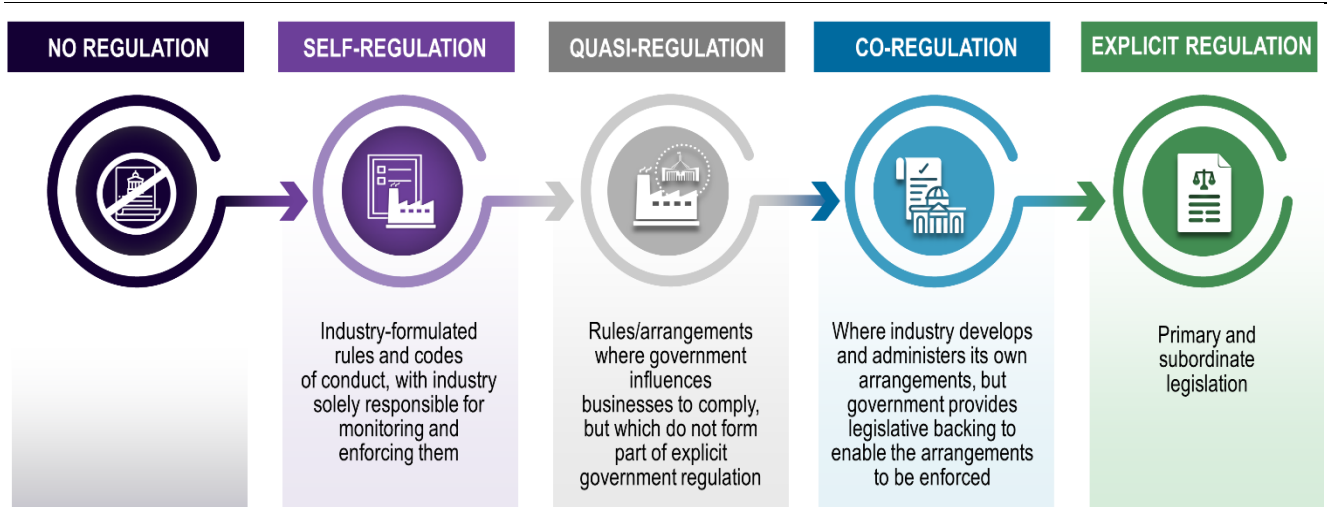 NO REGULATION
SELF-REGULATION
QUASI-REGULATION
CO-REGULATION
EXPLICIT REGULATION
Industry-formulated
rules and codes
of conduct, with industry
solely responsible for
monitoring and
enforcing them
Rules/arrangements
where government
influences
businesses to comply,
but which do not form
part of explicit
government regulation
Where industry develops
and administers its own
arrangements, but
government provides
legislative backing to
enable the arrangements
to be enforced
Primary and
subordinate
legislation